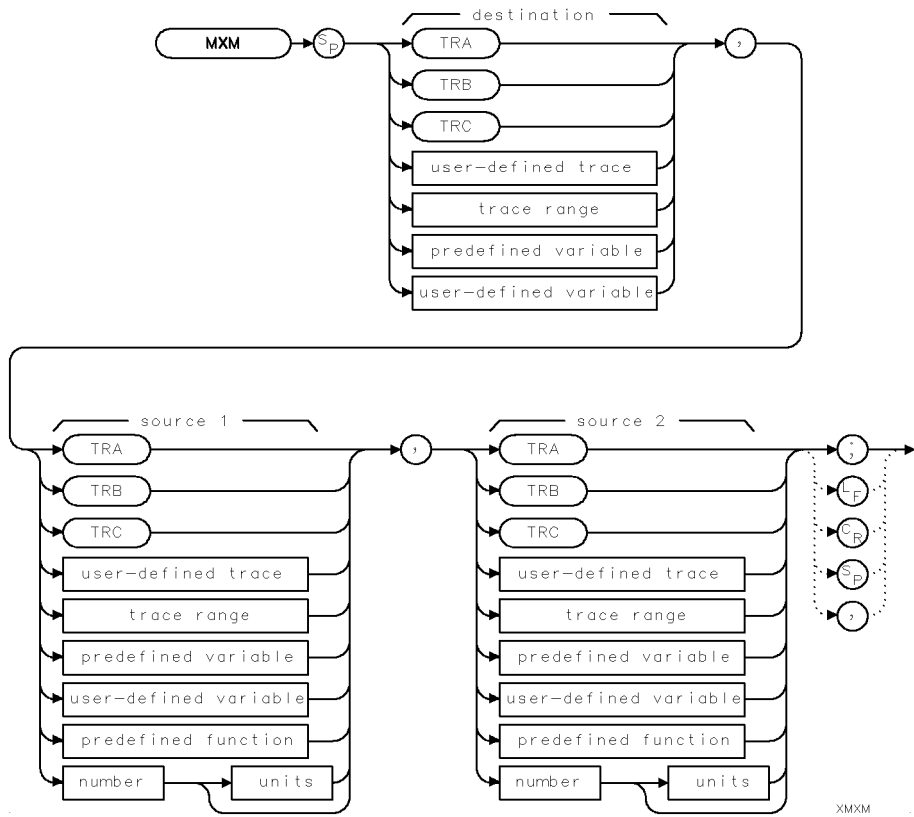 destination
MXM SP TRA ,
TRB
TRC
user-defined trace
trace range
predefined variable
user-defined variable
source 1 source 2
TRA , TRA ;
TRB TRB LF
TRC TRC CR
user-defined trace user-defined trace SP
trace range trace range ,
predefined variable predefined variable
user-defined variable user-defined variable
predefined function predefined function
number units number units
XMXM